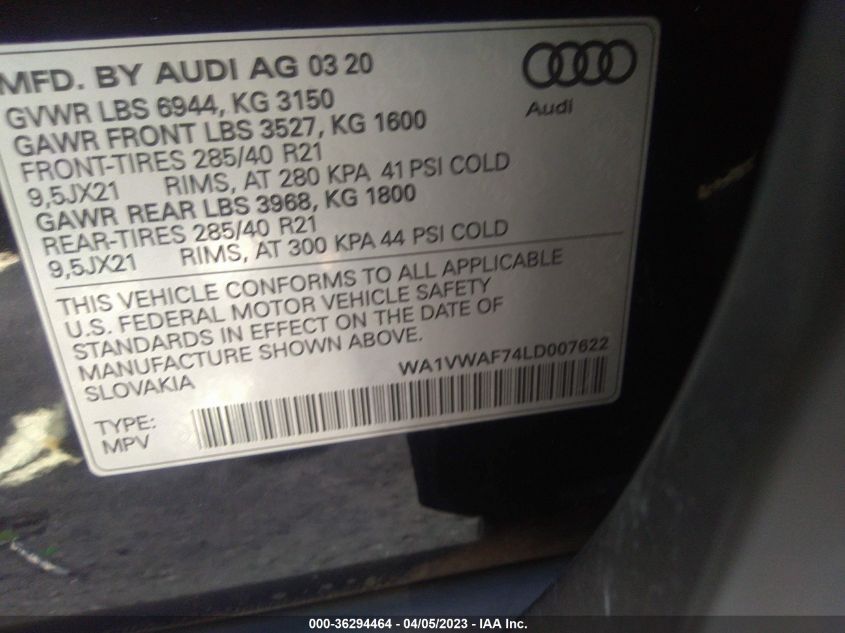 MFD. BY AUDI AG 03 20
Audi
GVWR LBS 6944, KG 3150
GAWR FRONT LBS 3527, KG 1600
FRONT-TIRES 285/40 R21
9,5JX21 RIMS, AT 280 KPA 41 PSI COLD
GAWR REAR LBS 3968, KG 1800
REAR-TIRES 285/40 R21
9,5JX21 RIMS, AT 300 KPA 44 PSI COLD
THIS VEHICLE CONFORMS TO ALL APPLICABLE
U.S. FEDERAL MOTOR VEHICLE SAFETY
STANDARDS IN EFFECT ON THE DATE OF
MANUFACTURE SHOWN ABOVE.
SLOVAKIA
WA1VWAF74LD007622
TYPE:
MPV
000-36294464 - 04/05/2023 - IAA Inc.